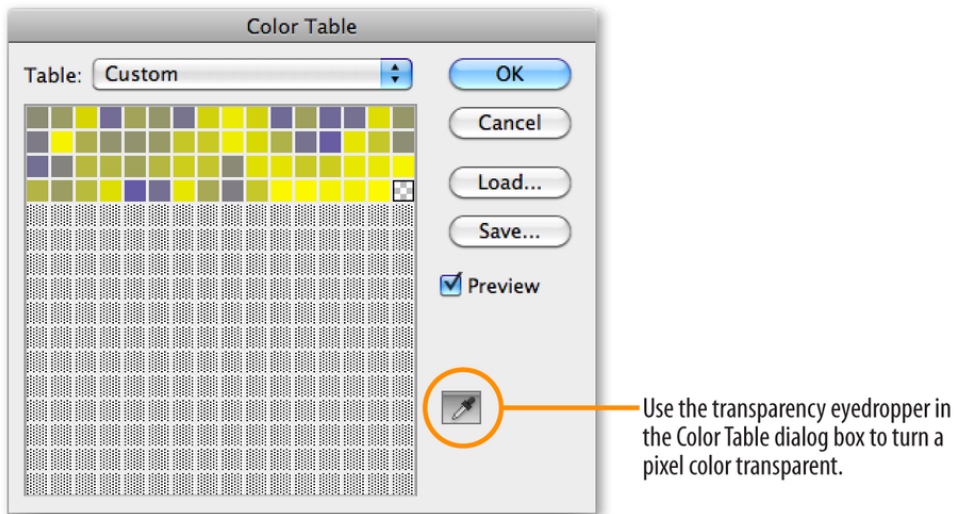 Color Table
Table: Custom
OK
Cancel
Load...
Save...
Preview
Use the transparency eyedropper in
the Color Table dialog box to turn a
pixel color transparent.